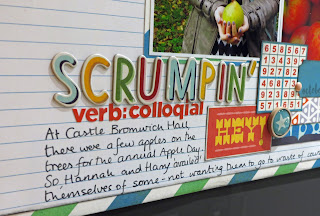 SCRUMPIN'
verb:colloqial
At Castle Bromwich Hall
there were a few apples on the
trees for the annual Apple Day.
So, Hannah and Harry availed
themselves of some - not wanting them to go to waste of course
HEY!